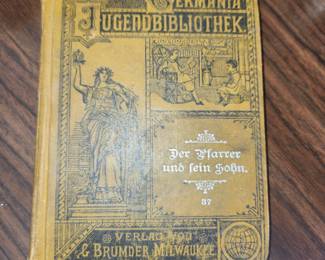 GERMANIA
JUGENDBIBLIOTHEK
Der Pfarrer
und sein Sohn.
37
VERLAG VON
G BRUMDER MILWAUKEE